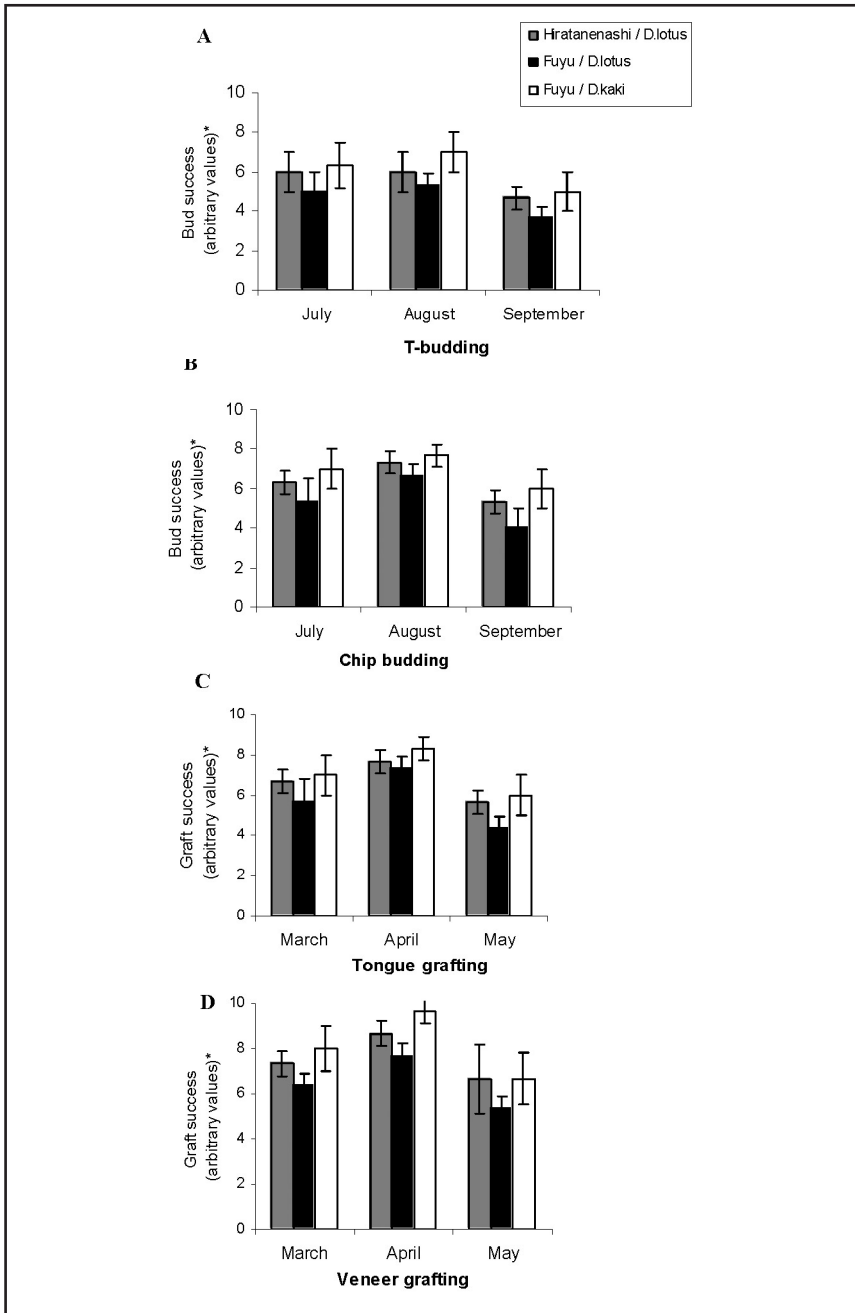 A
Hiratanenashi / D.lotus
Fuyu / D.lotus
Fuyu / D.kaki
Bud success
(arbitrary values)*
10
8
6
4
2
0
July August September
T-budding
B
Bud success
(arbitrary values)*
10
8
6
4
2
0
July August September
Chip budding
C
Graft success
(arbitrary values)*
10
8
6
4
2
0
March April May
Tongue grafting
D
Graft success
(arbitrary values)*
10
8
6
4
2
0
March April May
Veneer grafting